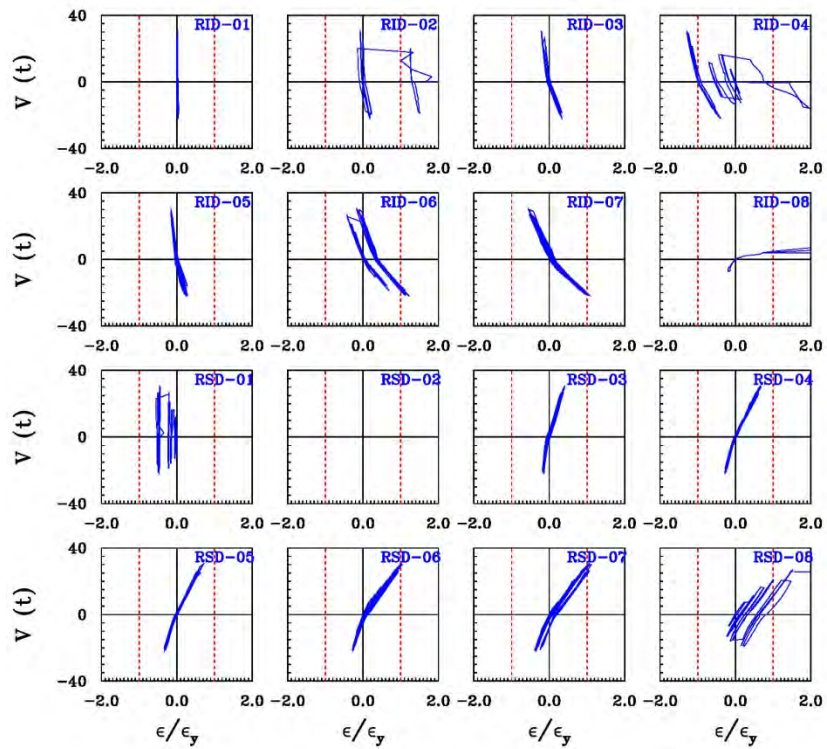 RID-01 RID-02 RID-03 RID-04
40
V (t)
0
-40
-2.0 0.0 2.0 -2.0 0.0 2.0 -2.0 0.0 2.0 -2.0 0.0 2.0
RID-05 RID-06 RID-07 RID-08
40
V (t)
0
-40
-2.0 0.0 2.0 -2.0 0.0 2.0 -2.0 0.0 2.0 -2.0 0.0 2.0
RSD-01 RSD-02 RSD-03 RSD-04
40
V (t)
0
-40
-2.0 0.0 2.0 -2.0 0.0 2.0 -2.0 0.0 2.0 -2.0 0.0 2.0
RSD-05 RSD-06 RSD-07 RSD-08
40
V (t)
0
-40
-2.0 0.0 2.0 -2.0 0.0 2.0 -2.0 0.0 2.0 -2.0 0.0 2.0
ϵ/ϵy ϵ/ϵy ϵ/ϵy ϵ/ϵy